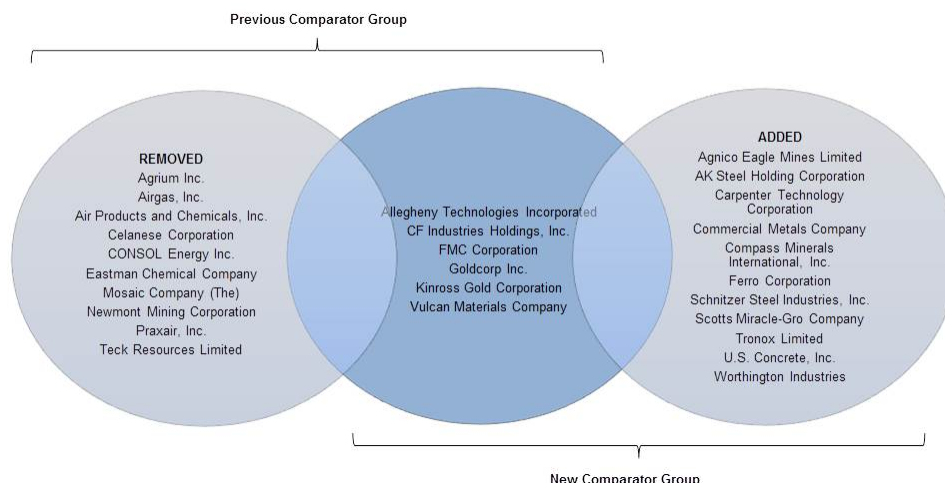 Previous Comparator Group
REMOVED
Agrium Inc.
Airgas, Inc.
Air Products and Chemicals, Inc.
Celanese Corporation
CONSOL Energy Inc.
Eastman Chemical Company
Mosaic Company (The)
Newmont Mining Corporation
Praxair, Inc.
Teck Resources Limited
Allegheny Technologies Incorporated
CF Industries Holdings, Inc.
FMC Corporation
Goldcorp Inc.
Kinross Gold Corporation
Vulcan Materials Company
ADDED
Agnico Eagle Mines Limited
AK Steel Holding Corporation
Carpenter Technology
Corporation
Commercial Metals Company
Compass Minerals
International, Inc.
Ferro Corporation
Schnitzer Steel Industries, Inc.
Scotts Miracle-Gro Company
Tronox Limited
U.S. Concrete, Inc.
Worthington Industries
New Comparator Group